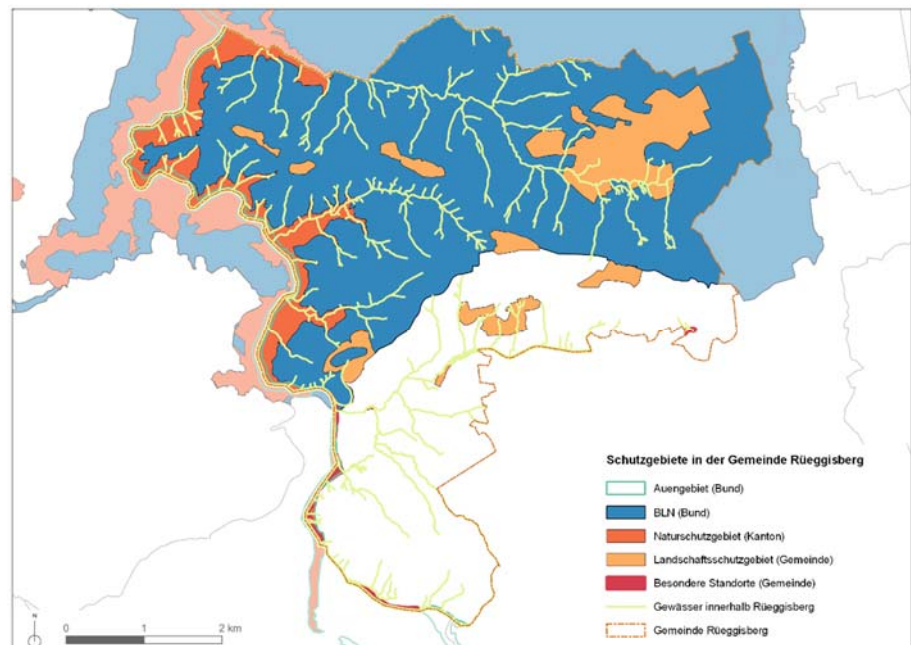 Schutzgebiete in der Gemeinde Rüeggisberg
Auengebiet (Bund)
BLN (Bund)
Naturschutzgebiet (Kanton)
Landschaftsschutzgebiet (Gemeinde)
Besondere Standorte (Gemeinde)
Gewässer innerhalb Rüeggisberg
Gemeinde Rüeggisberg
N
0 1 2 km